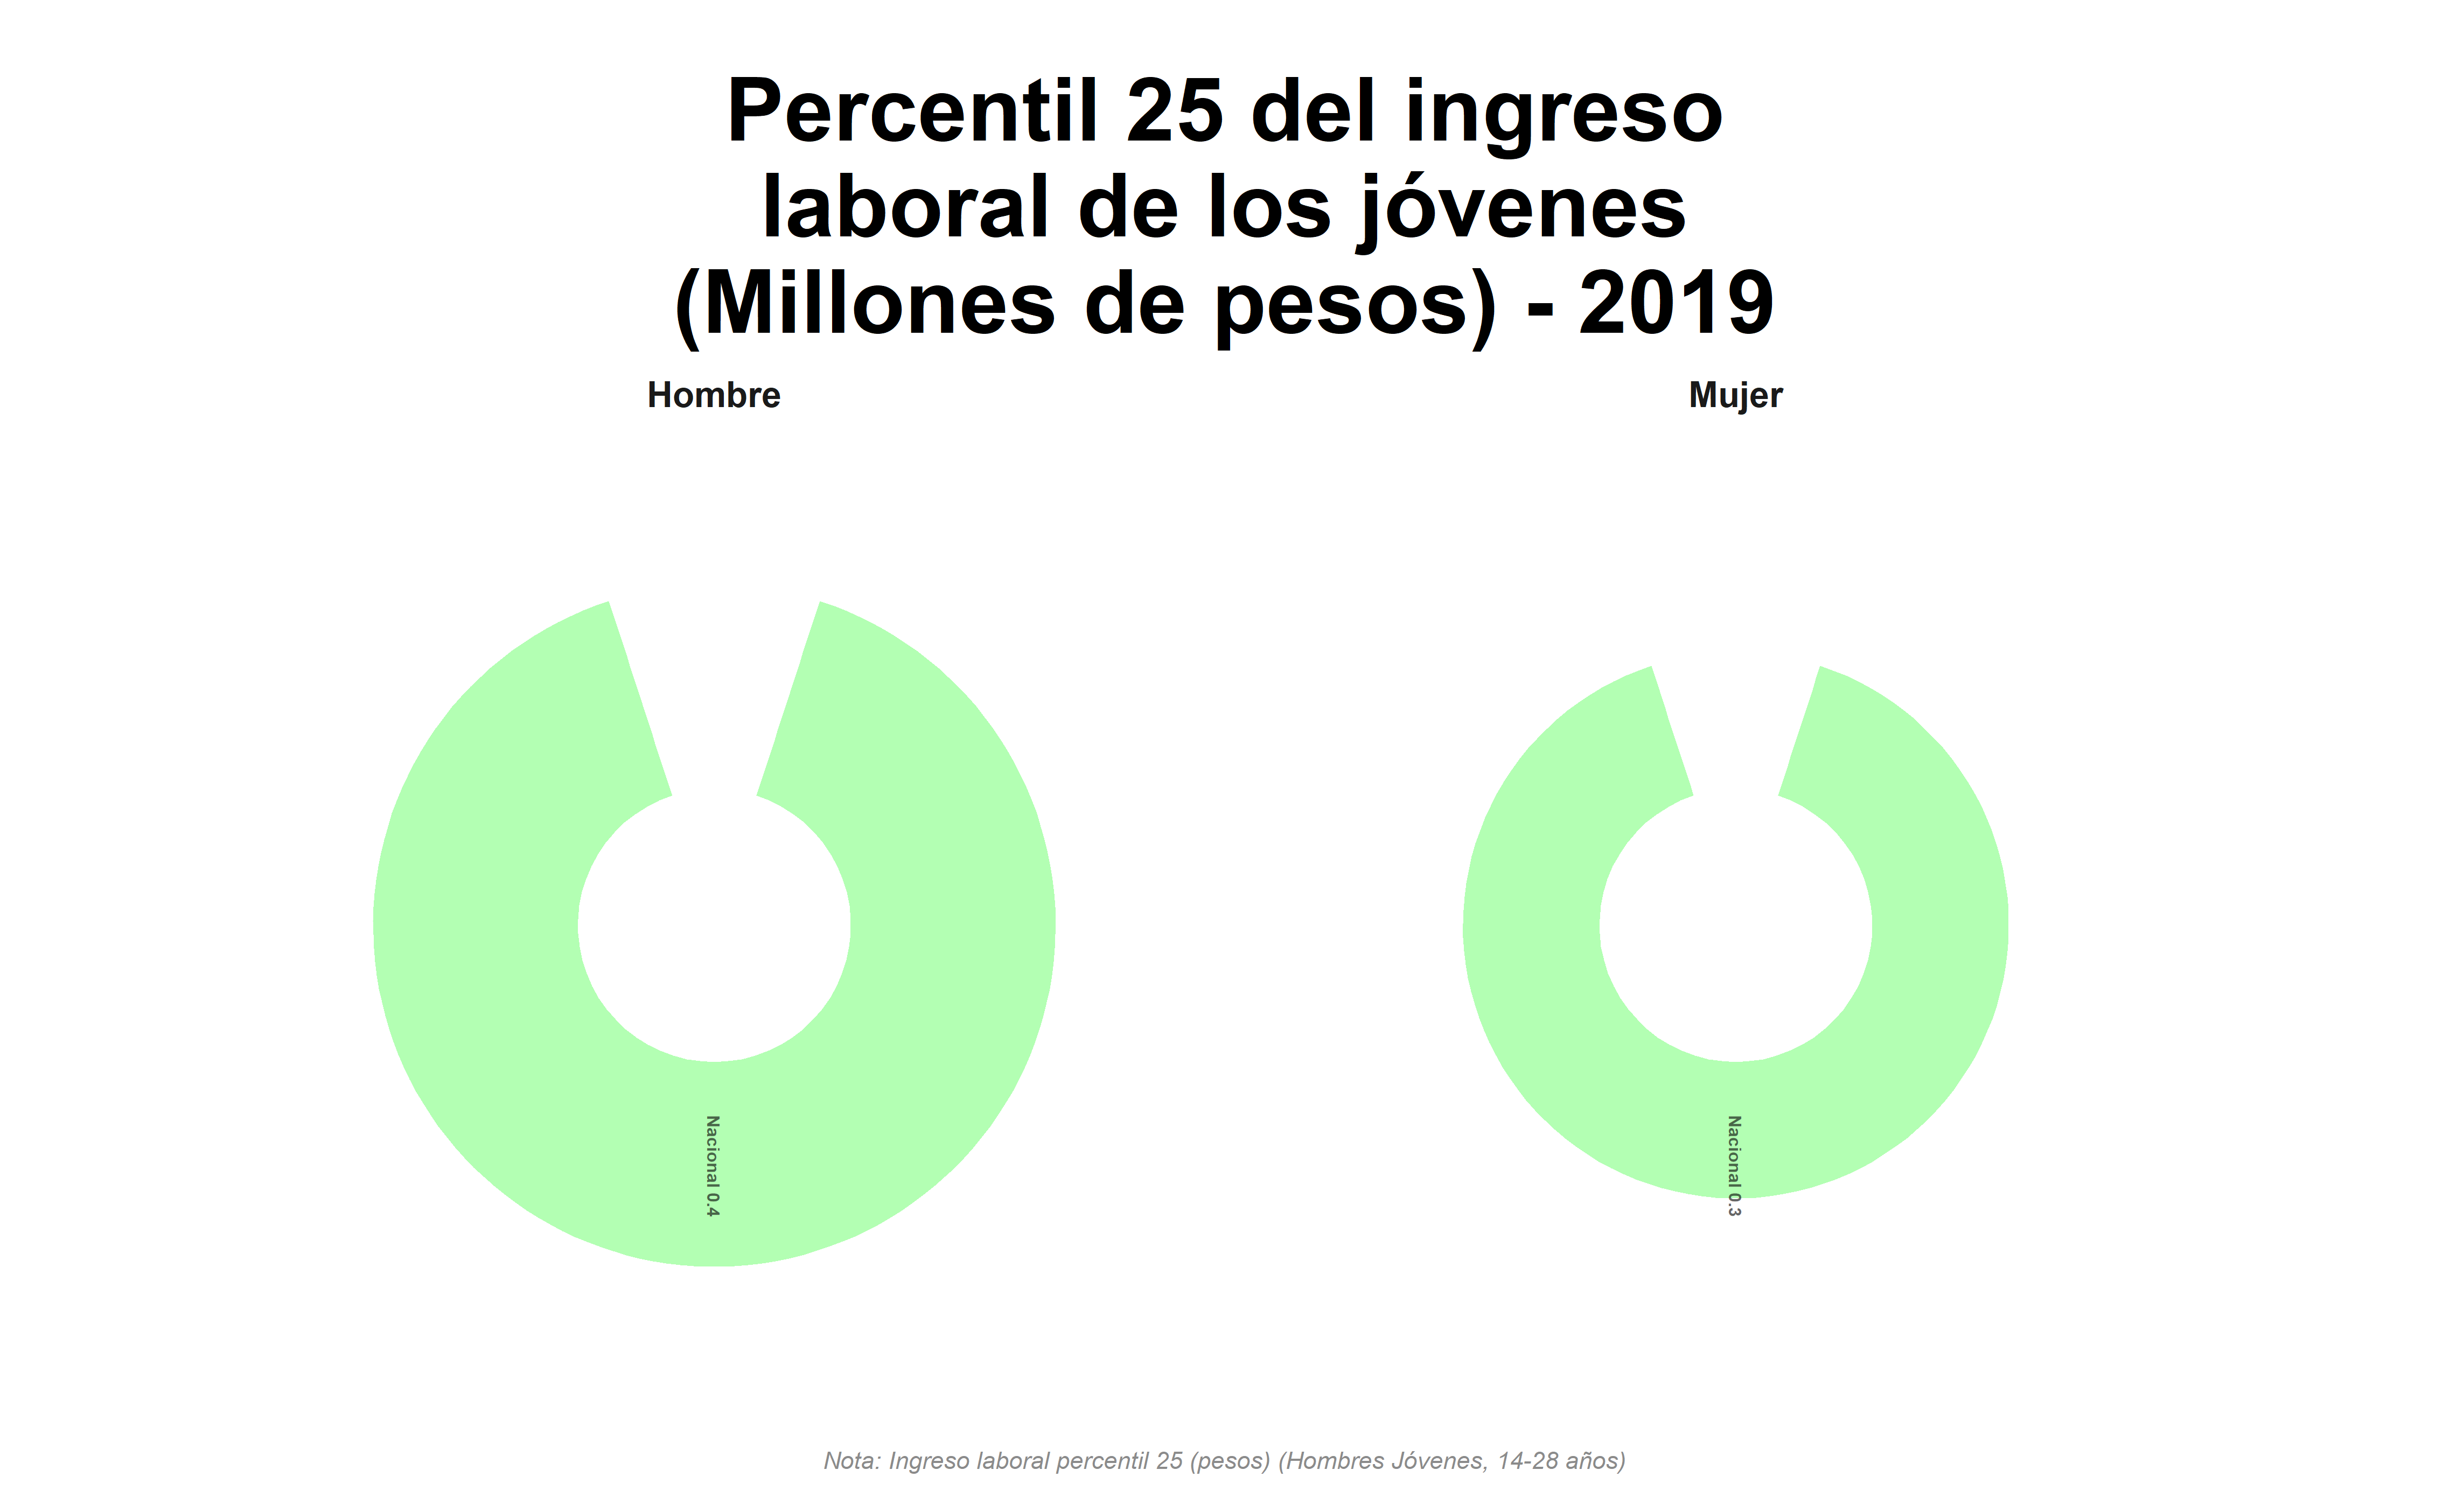 Percentil 25 del ingreso
laboral de los jóvenes
(Millones de pesos) - 2019
Hombre
Mujer
Nacional 0.4
Nacional 0.3
Nota: Ingreso laboral percentil 25 (pesos) (Hombres Jóvenes, 14-28 años)